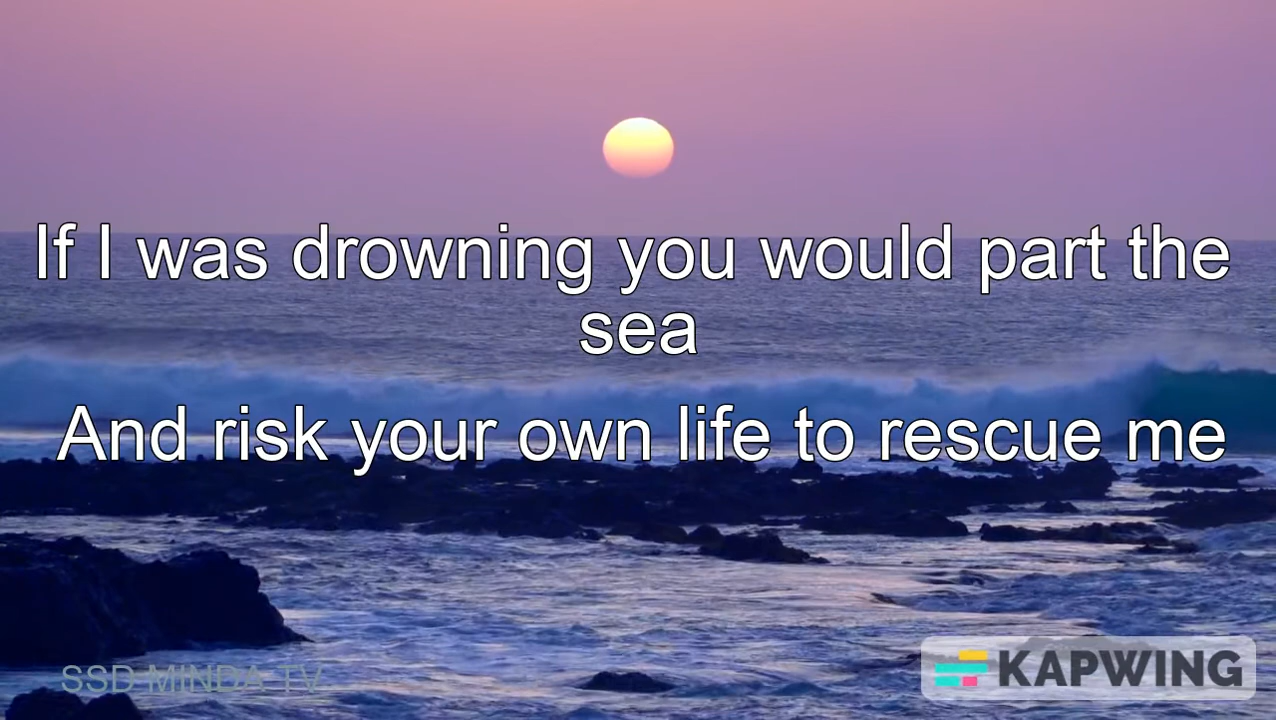 If I was drowning you would part the
sea
And risk your own life to rescue me
SSD MINDA TV
KAPWING